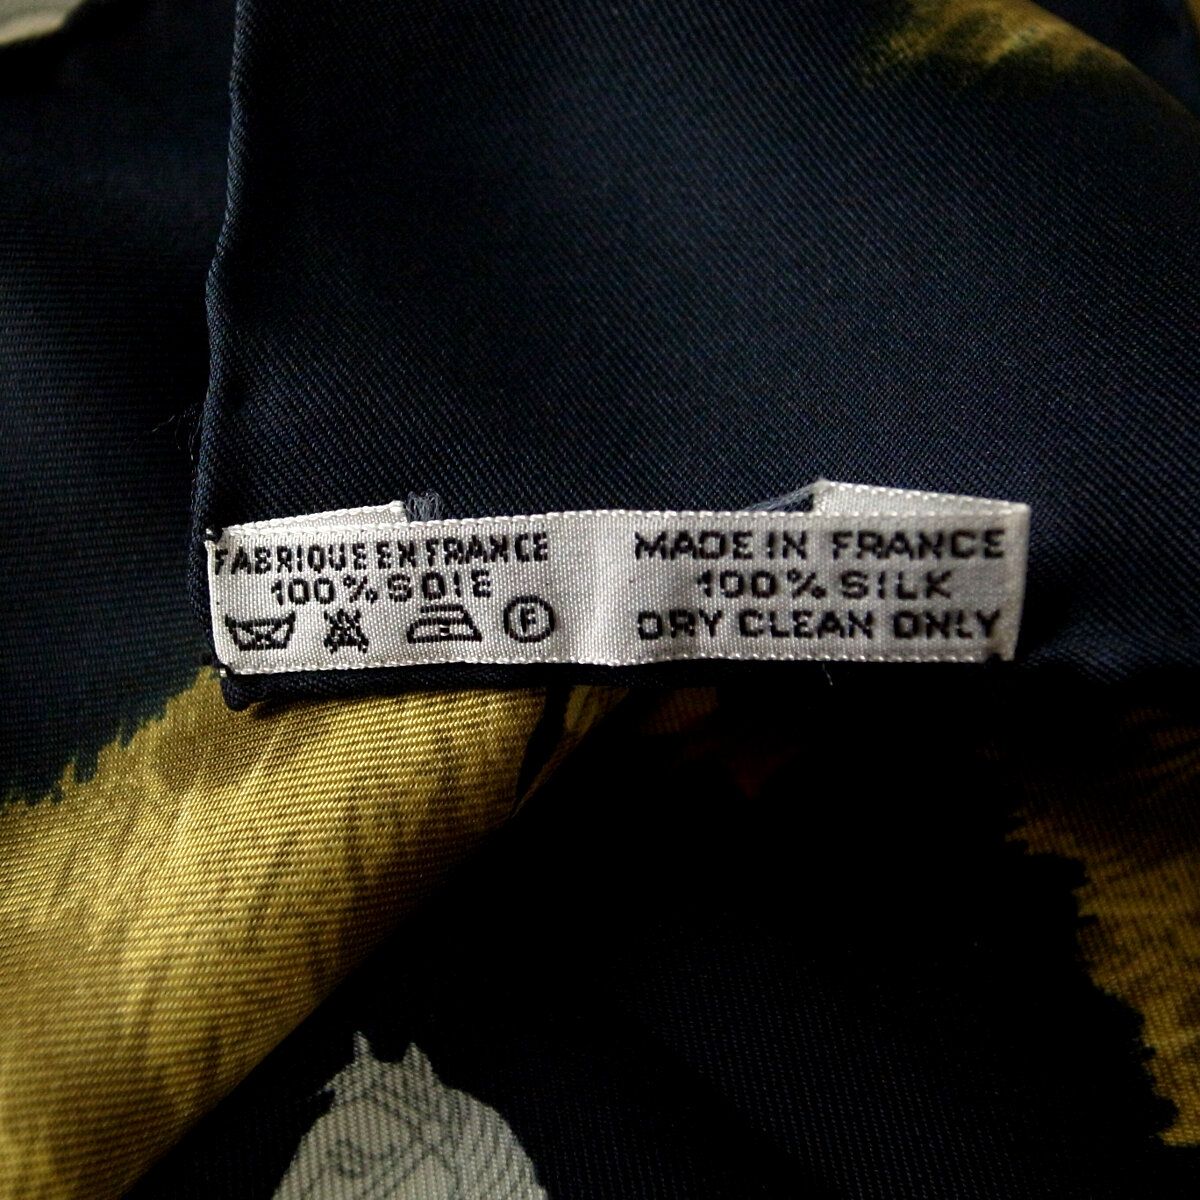 FABRIQUE EN FRANCE
100% SOIE
F
MADE IN FRANCE
100% SILK
DRY CLEAN ONLY